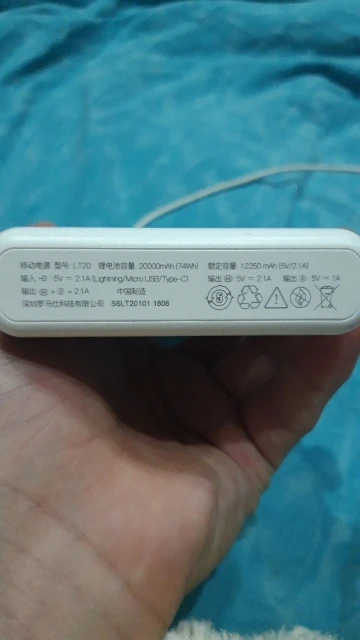 移动电源 型号: LT20 锂电池容量: 20000mAh (74Wh) 额定容量: 12250 mAh (5V/2.1A)
输入 : 5V ⎓ 2.1A (Lightning/Micro USB/Type-C) 输出 : 5V ⎓ 2.1A 输出 : 5V ⎓ 1A
输出 + ⎓ 2.1A 中国制造
深圳罗马仕科技有限公司 S6LT20101 1806